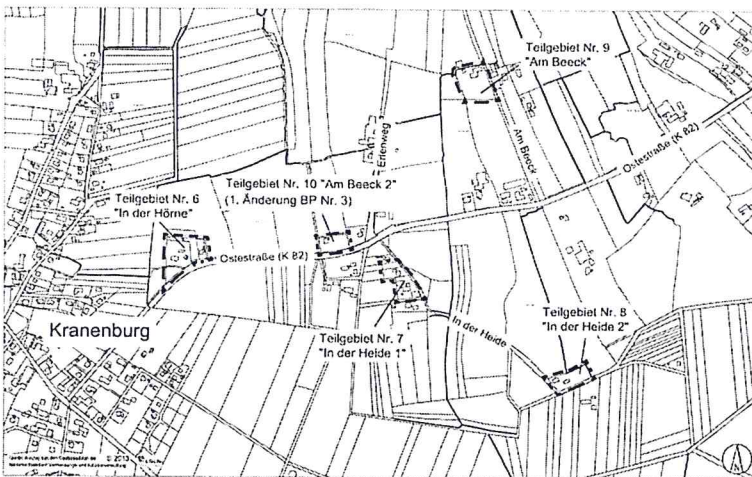 Teilgebiet Nr. 9
"Am Beeck"
Erlenweg
Am Beeck
Ostestraße (K 82)
Teilgebiet Nr. 10 "Am Beeck 2"
(1. Änderung BP Nr. 3)
Teilgebiet Nr. 6
"In der Hörne"
Ostestraße (K 82)
Kranenburg
Teilgebiet Nr. 7
"In der Heide 1"
In der Heide
Teilgebiet Nr. 8
"In der Heide 2"
© 2013